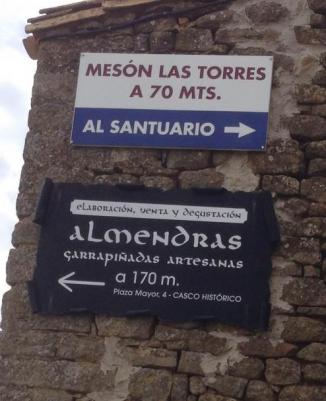 MESÓN LAS TORRES
A 70 MTS.
AL SANTUARIO →
ELABORACIÓN, VENTA Y DEGUSTACIÓN
ALMENDRAS
GARRAPIÑADAS ARTESANAS
← a 170 m.
Plaza Mayor, 4 - CASCO HISTÓRICO